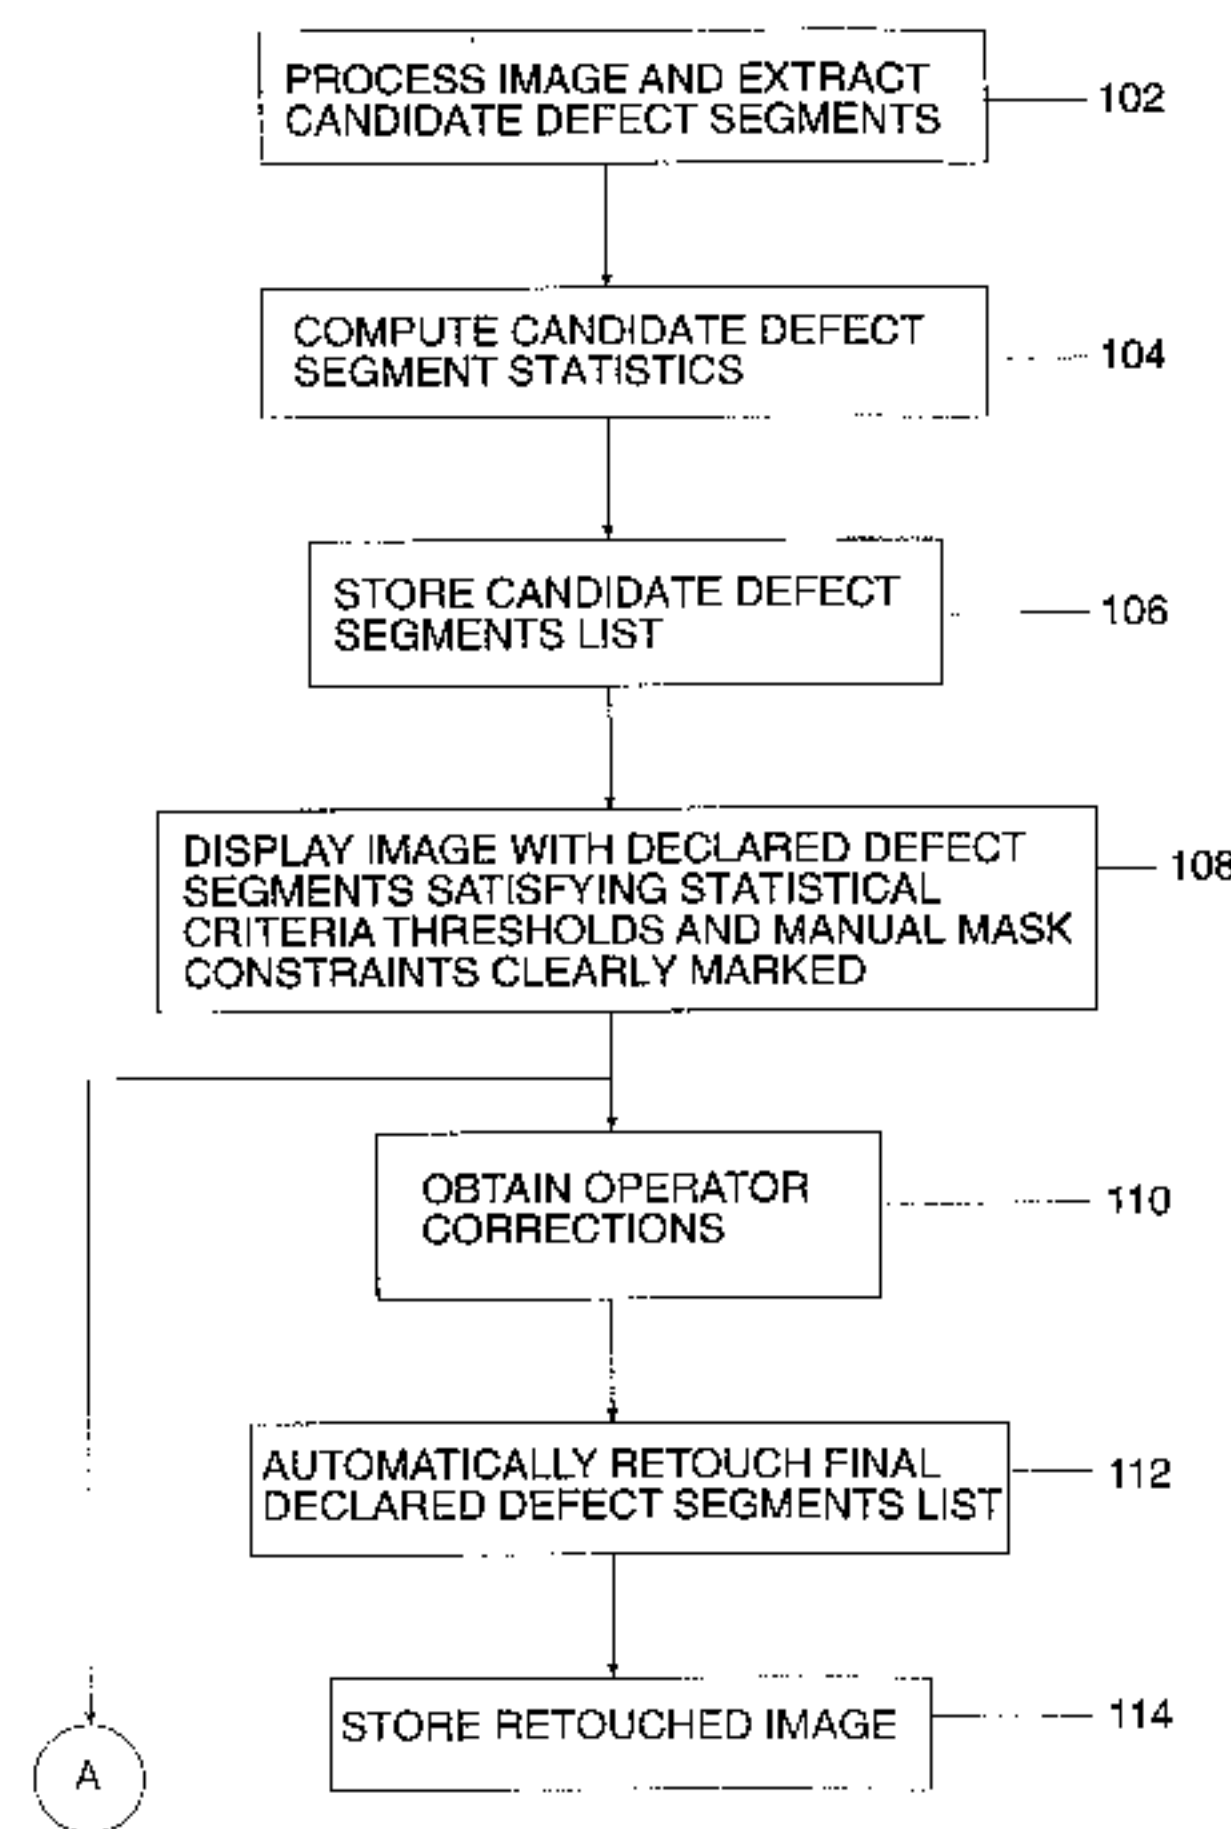 PROCESS IMAGE AND EXTRACT
CANDIDATE DEFECT SEGMENTS
102
COMPUTE CANDIDATE DEFECT
SEGMENT STATISTICS
104
STORE CANDIDATE DEFECT
SEGMENTS LIST
106
DISPLAY IMAGE WITH DECLARED DEFECT
SEGMENTS SATISFYING STATISTICAL
CRITERIA THRESHOLDS AND MANUAL MASK
CONSTRAINTS CLEARLY MARKED
108
OBTAIN OPERATOR
CORRECTIONS
110
AUTOMATICALLY RETOUCH FINAL
DECLARED DEFECT SEGMENTS LIST
112
STORE RETOUCHED IMAGE
114
A